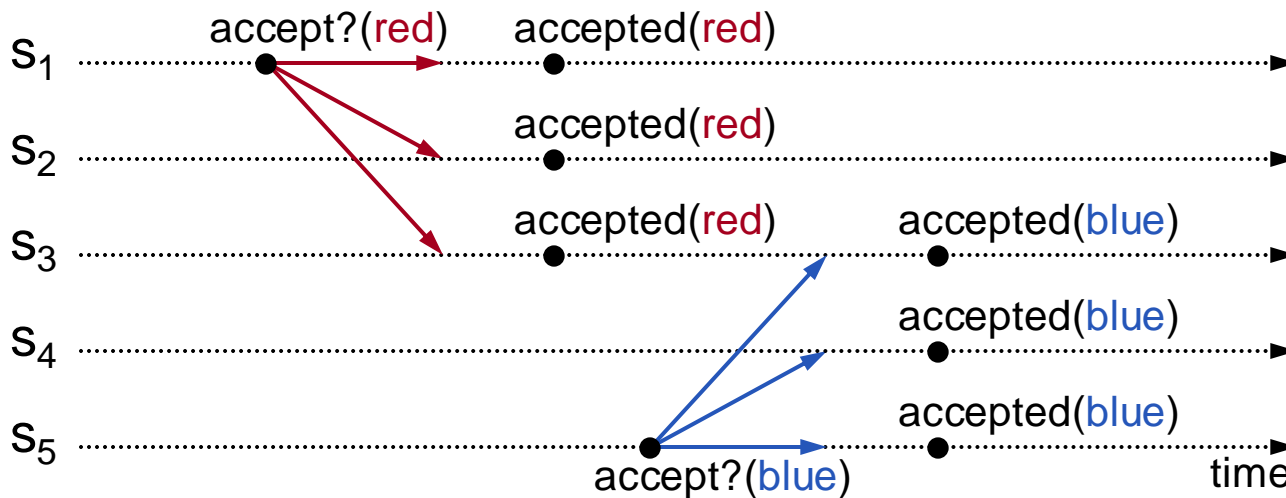 accept?(red) accepted(red)
S1
accepted(red)
S2
accepted(red) accepted(blue)
S3
accepted(blue)
S4
accepted(blue)
S5
accept?(blue) time